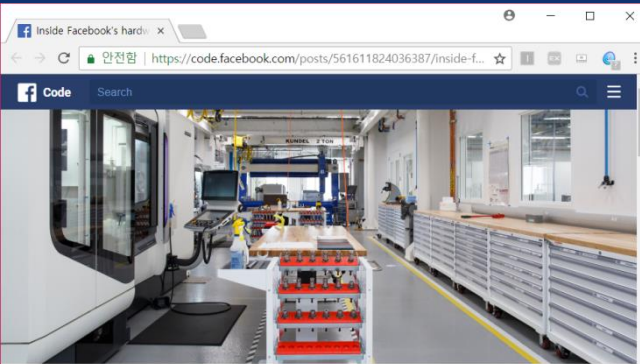 Inside Facebook's hardw
안전함 https://code.facebook.com/posts/561611824036387/inside-f...
Code Search
KUNDEL 2 TON